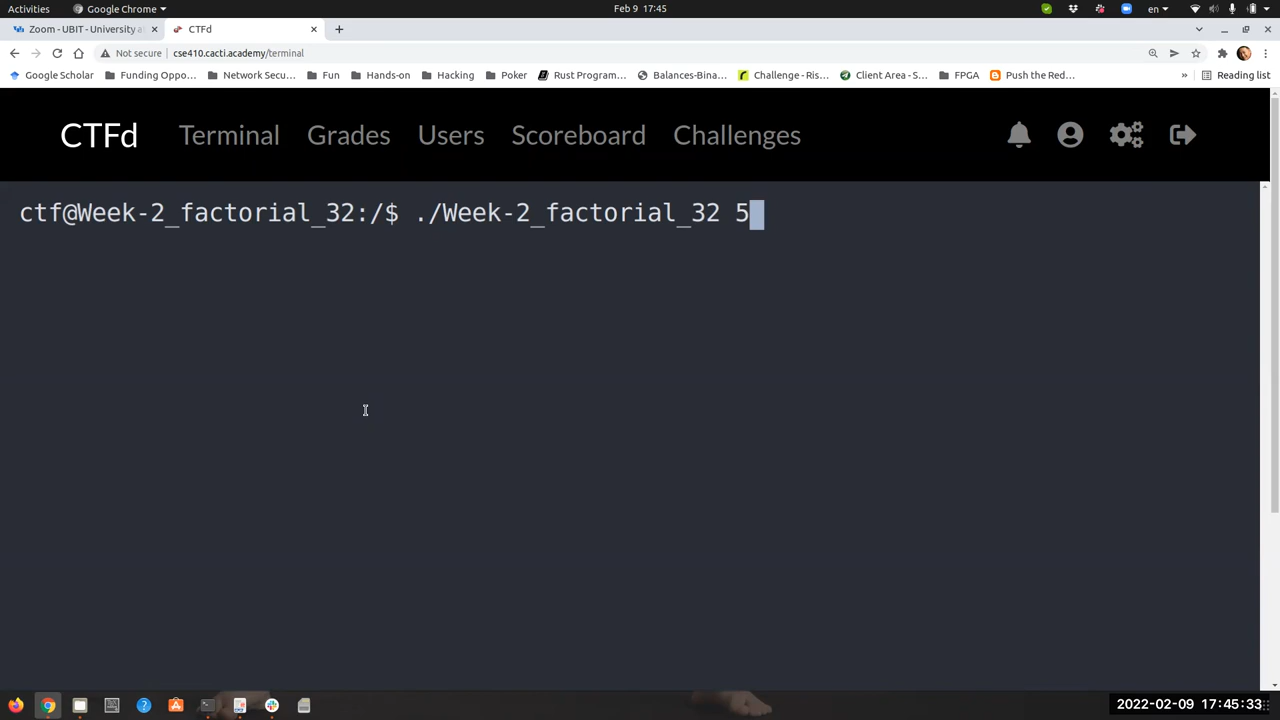 Activities
Google Chrome
Feb 9 17:45
en
Zoom - UBIT - University a
CTFd
Not secure
cse410.cacti.academy/terminal
Google Scholar
Funding Oppo...
Network Secu...
Fun
Hands-on
Hacking
Poker
Rust Program...
Balances-Bina...
Challenge - Ris...
Client Area - S...
FPGA
Push the Red...
»
Reading list
CTFd Terminal Grades Users Scoreboard Challenges
ctf@Week-2_factorial_32:/$ ./Week-2_factorial_32 5
2022-02-09 17:45:33